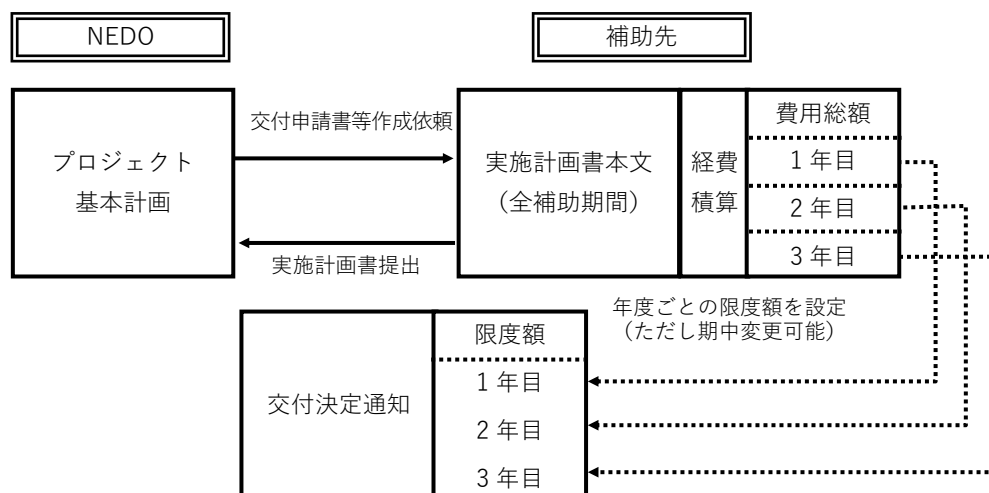 NEDO
補助先
プロジェクト
基本計画
交付申請書等作成依頼
実施計画書提出
実施計画書本文
（全補助期間）
経費
積算
費用総額
1 年目
2 年目
3 年目
年度ごとの限度額を設定
（ただし期中変更可能）
交付決定通知
限度額
1 年目
2 年目
3 年目